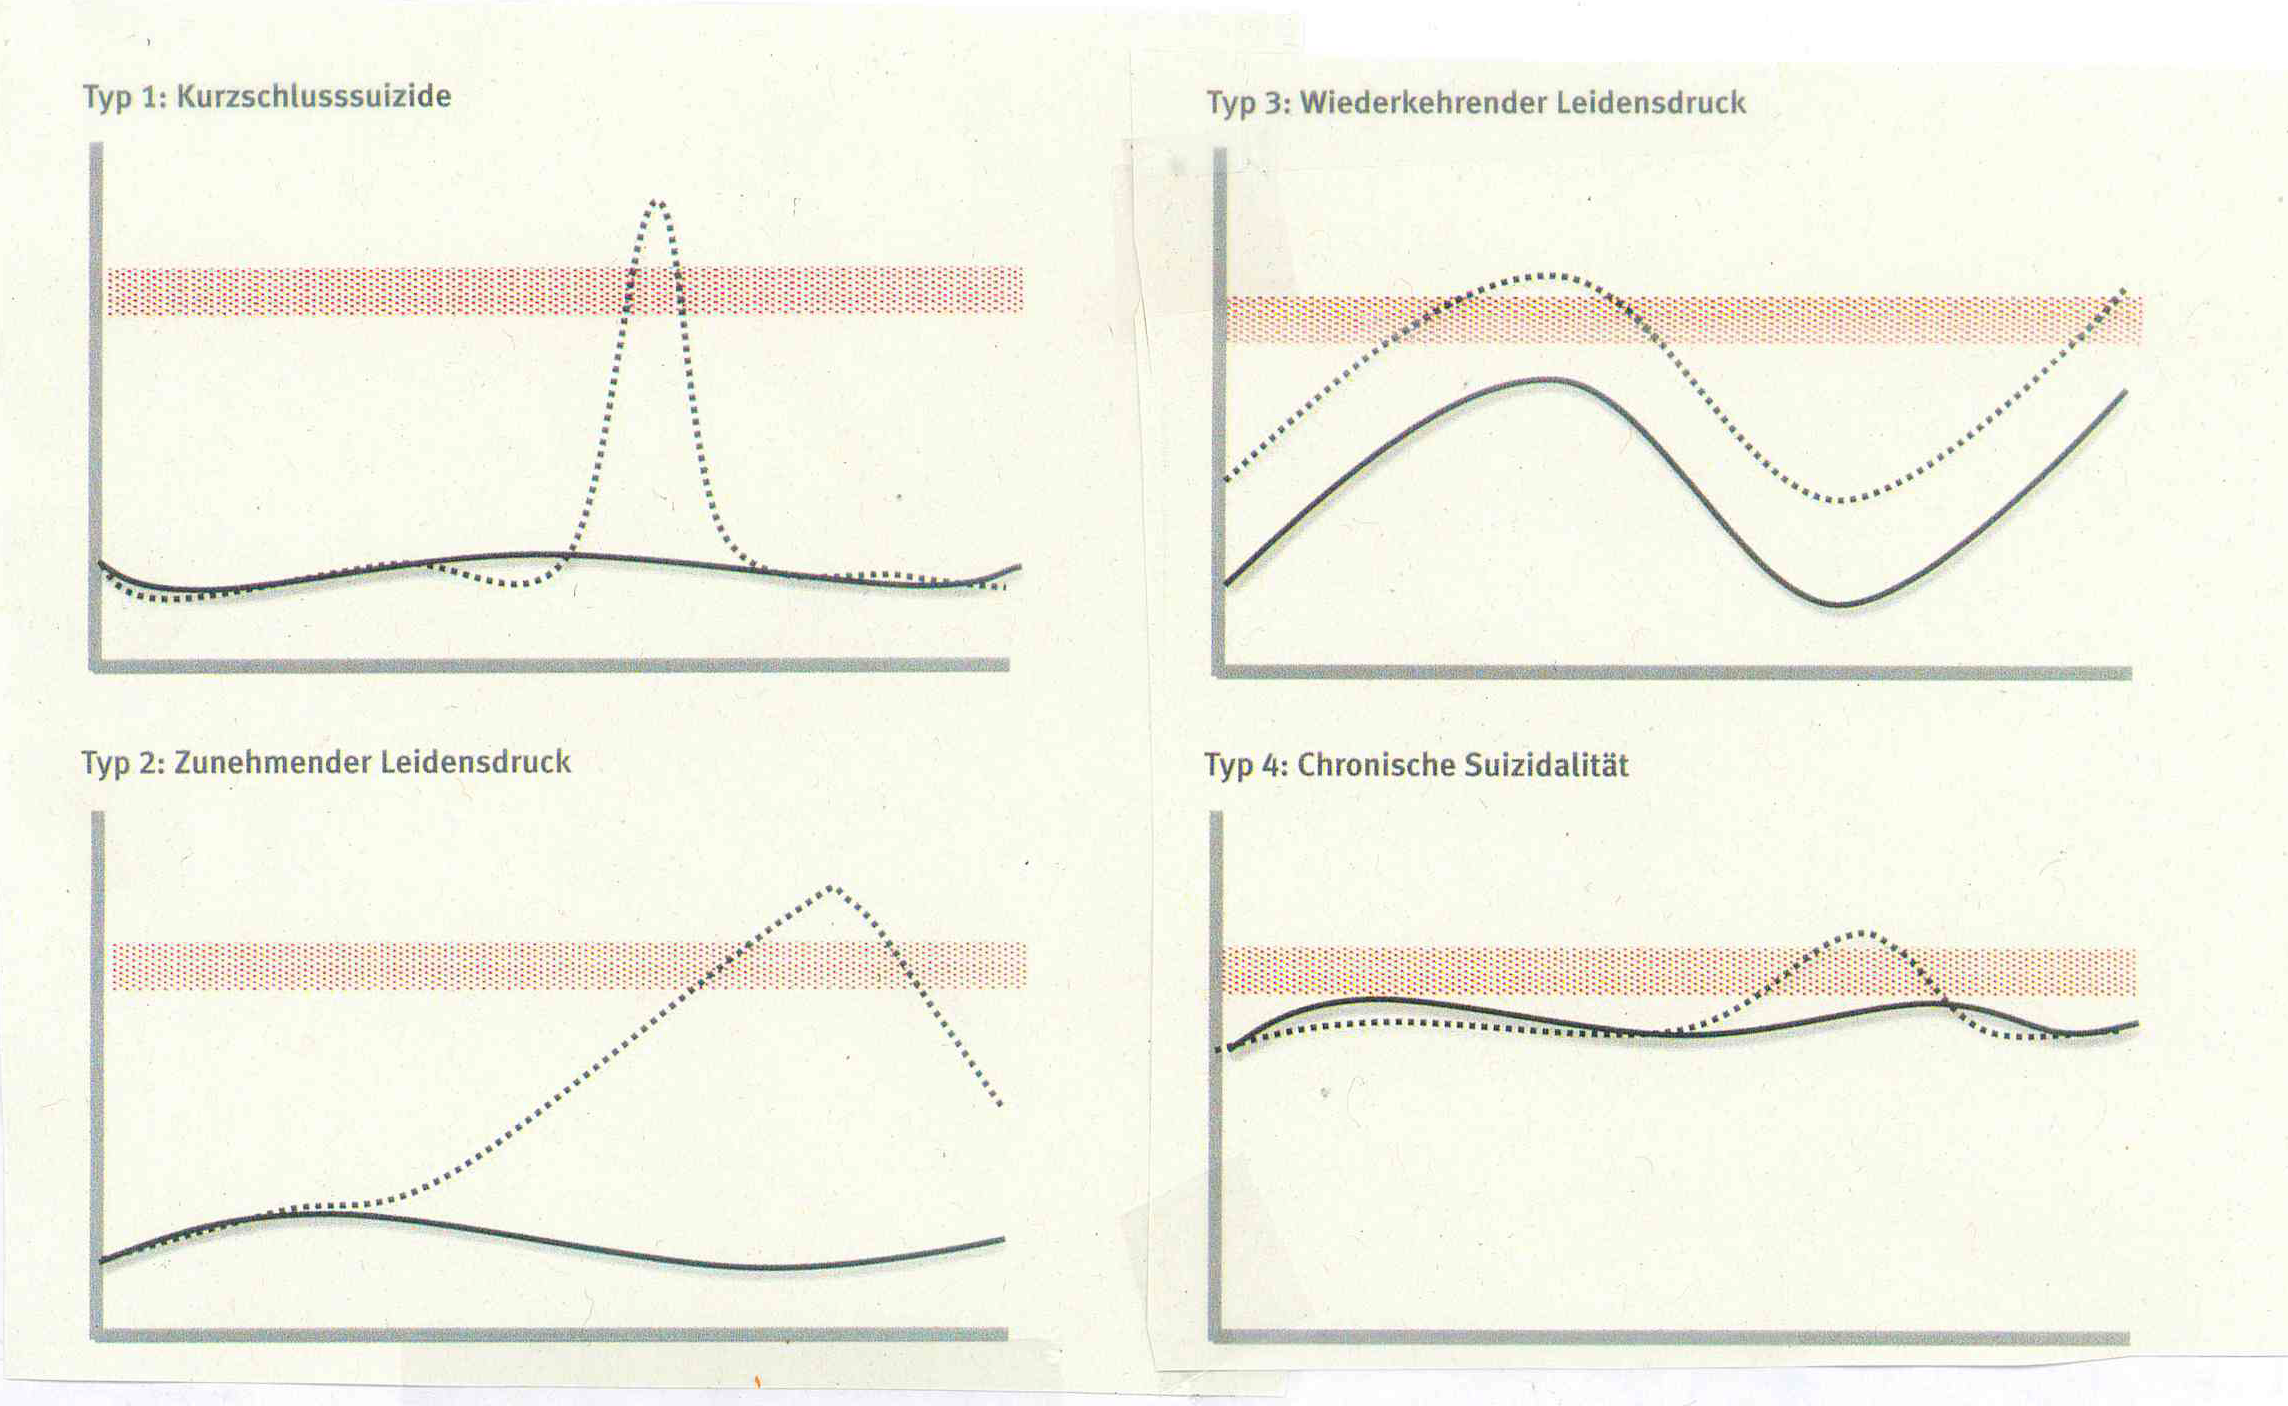 Typ 1: Kurzschlusssuizide
Typ 3: Wiederkehrender Leidensdruck
Typ 2: Zunehmender Leidensdruck
Typ 4: Chronische Suizidalität